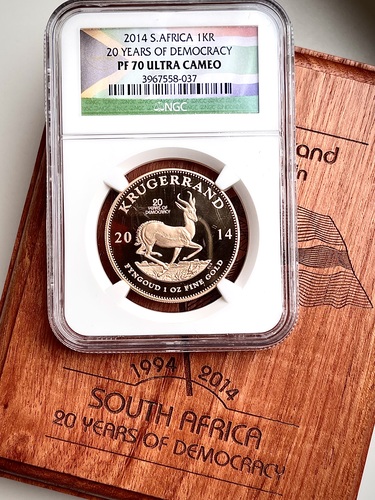 2014 S.AFRICA 1KR
20 YEARS OF DEMOCRACY
PF 70 ULTRA CAMEO
3967558-037
NGC
KRUGERRAND
20
YEARS OF
DEMOCRACY
20 14
FYNGOUD 1 OZ FINE GOLD
1994 2014
SOUTH AFRICA
20 YEARS OF DEMOCRACY